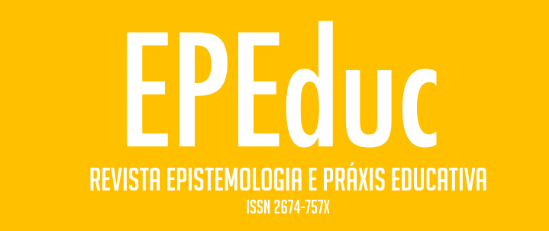 EPEduc
REVISTA EPISTEMOLOGIA E PRÁXIS EDUCATIVA
ISSN 2674-757X